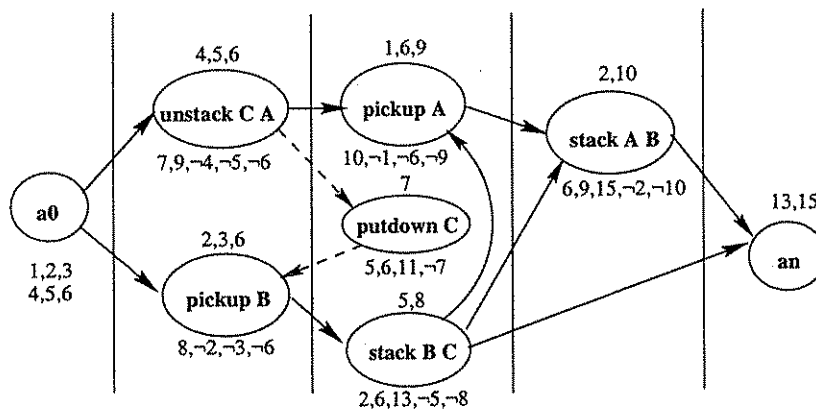 4,5,6
unstack C A
7,9,¬4,¬5,¬6
1,6,9
pickup A
10,¬1,¬6,¬9
2,10
stack A B
6,9,15,¬2,¬10
a0
1,2,3
4,5,6
7
putdown C
5,6,11,¬7
13,15
an
2,3,6
pickup B
8,¬2,¬3,¬6
5,8
stack B C
2,6,13,¬5,¬8